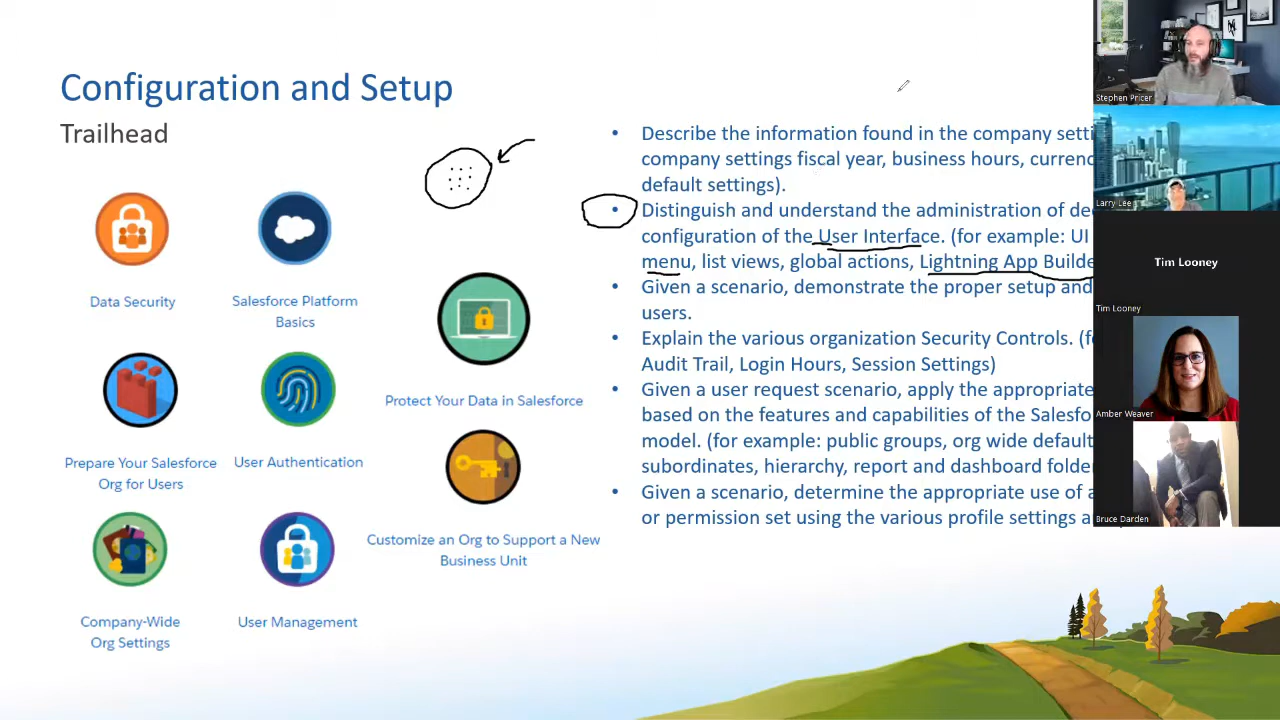 Configuration and Setup
Trailhead
Data Security
Salesforce Platform
Basics
Protect Your Data in Salesforce
Prepare Your Salesforce
Org for Users
User Authentication
Customize an Org to Support a New
Business Unit
Company-Wide
Org Settings
User Management
• Describe the information found in the company
company settings fiscal year, business hours,
default settings).
• Distinguish and understand the administration of
configuration of the User Interface. (for example: UI
menu, list views, global actions, Lightning App
• Given a scenario, demonstrate the proper setup and
users.
• Explain the various organization Security Controls.
Audit Trail, Login Hours, Session Settings)
• Given a user request scenario, apply the appropriate
based on the features and capabilities of the
model. (for example: public groups, org wide
subordinates, hierarchy, report and dashboard
• Given a scenario, determine the appropriate use of
or permission set using the various profile settings
Stephen Pricer
Larry Lee
Tim Looney
Tim Looney
Amber Weaver
Bruce Darden